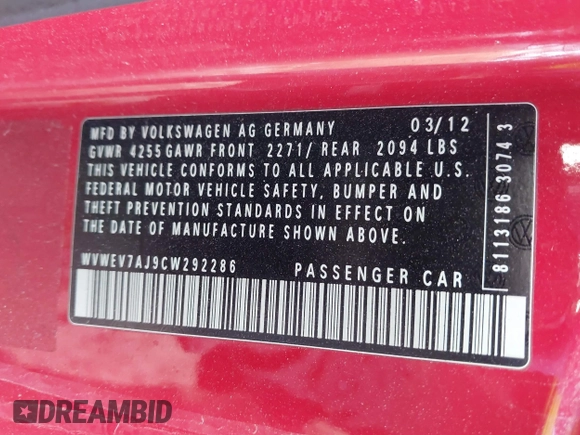 MFD BY VOLKSWAGEN AG GERMANY 03/12
GVWR 4255 GAWR FRONT 2271/ REAR 2094 LBS
THIS VEHICLE CONFORMS TO ALL APPLICABLE U.S.
FEDERAL MOTOR VEHICLE SAFETY, BUMPER AND
THEFT PREVENTION STANDARDS IN EFFECT ON
THE DATE OF MANUFACTURE SHOWN ABOVE.
WVWEV7AJ9CW292286 PASSENGER CAR
81131186 3074 3
DREAMBID